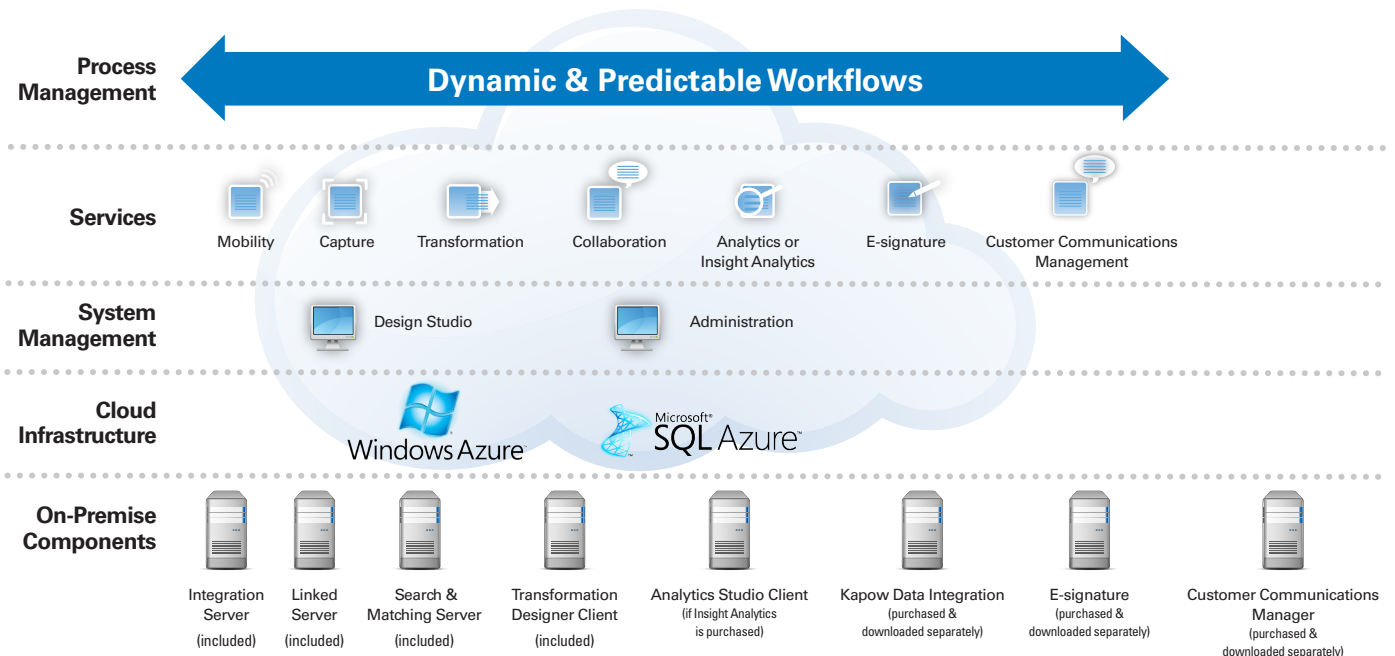 Process
Management
Dynamic & Predictable Workflows
Services
Mobility
Capture
Transformation
Collaboration
Analytics or
Insight Analytics
E-signature
Customer Communications
Management
System
Management
Design Studio
Administration
Cloud
Infrastructure
Windows Azure™
Microsoft®
SQL Azure™
On-Premise
Components
Integration
Server
(included)
Linked
Server
(included)
Search &
Matching Server
(included)
Transformation
Designer Client
(included)
Analytics Studio Client
(if Insight Analytics
is purchased)
Kapow Data Integration
(purchased &
downloaded separately)
E-signature
(purchased &
downloaded separately)
Customer Communications
Manager
(purchased &
downloaded separately)